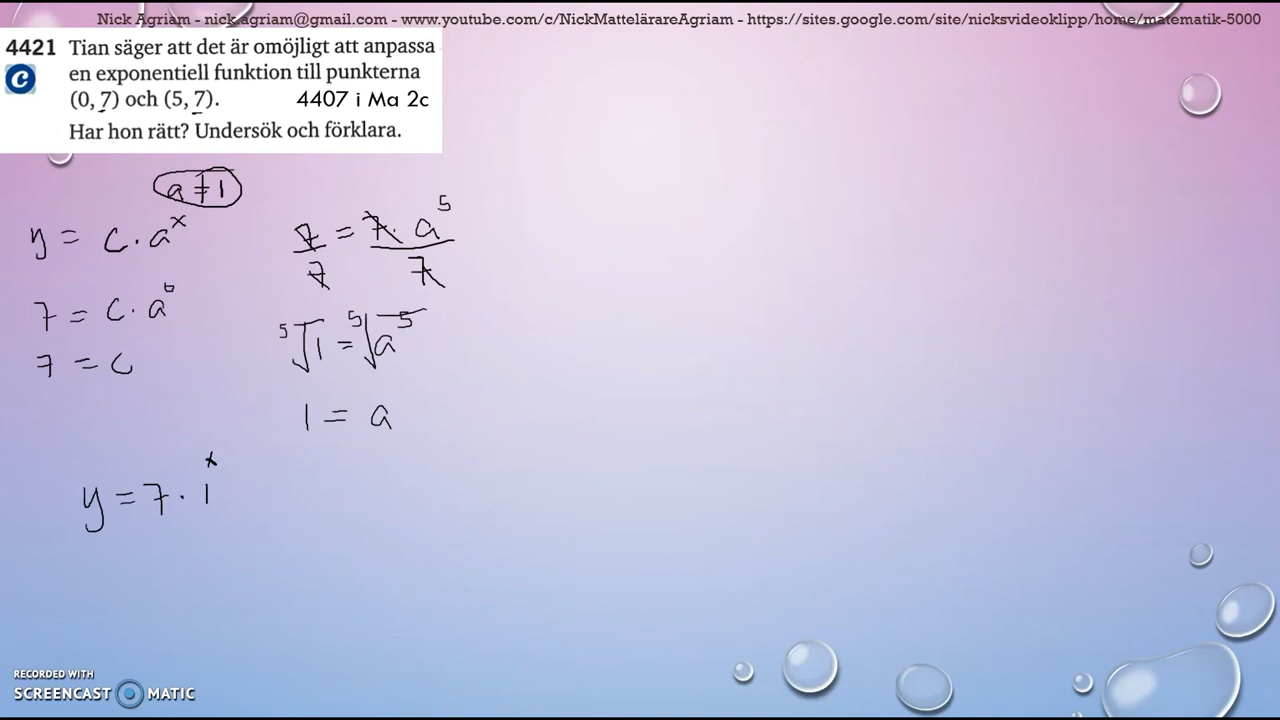 Nick Agriam - nick.agriam@gmail.com - www.youtube.com/c/NickMattelärareAgriam - https://sites.google.com/site/nicksvideoklipp/home/matematik-5000
4421 Tian säger att det är omöjligt att anpassa
en exponentiell funktion till punkterna
(0, 7) och (5, 7). 4407 i Ma 2c
C
Har hon rätt? Undersök och förklara.
a ≠ 1
y = C · a^x
7 = C · a^0
7 = C
7/7 = 7 · a^5/7
⁵√1 = ⁵√a^5
1 = a
y = 7 · 1^x
RECORDED WITH
SCREENCAST MATIC